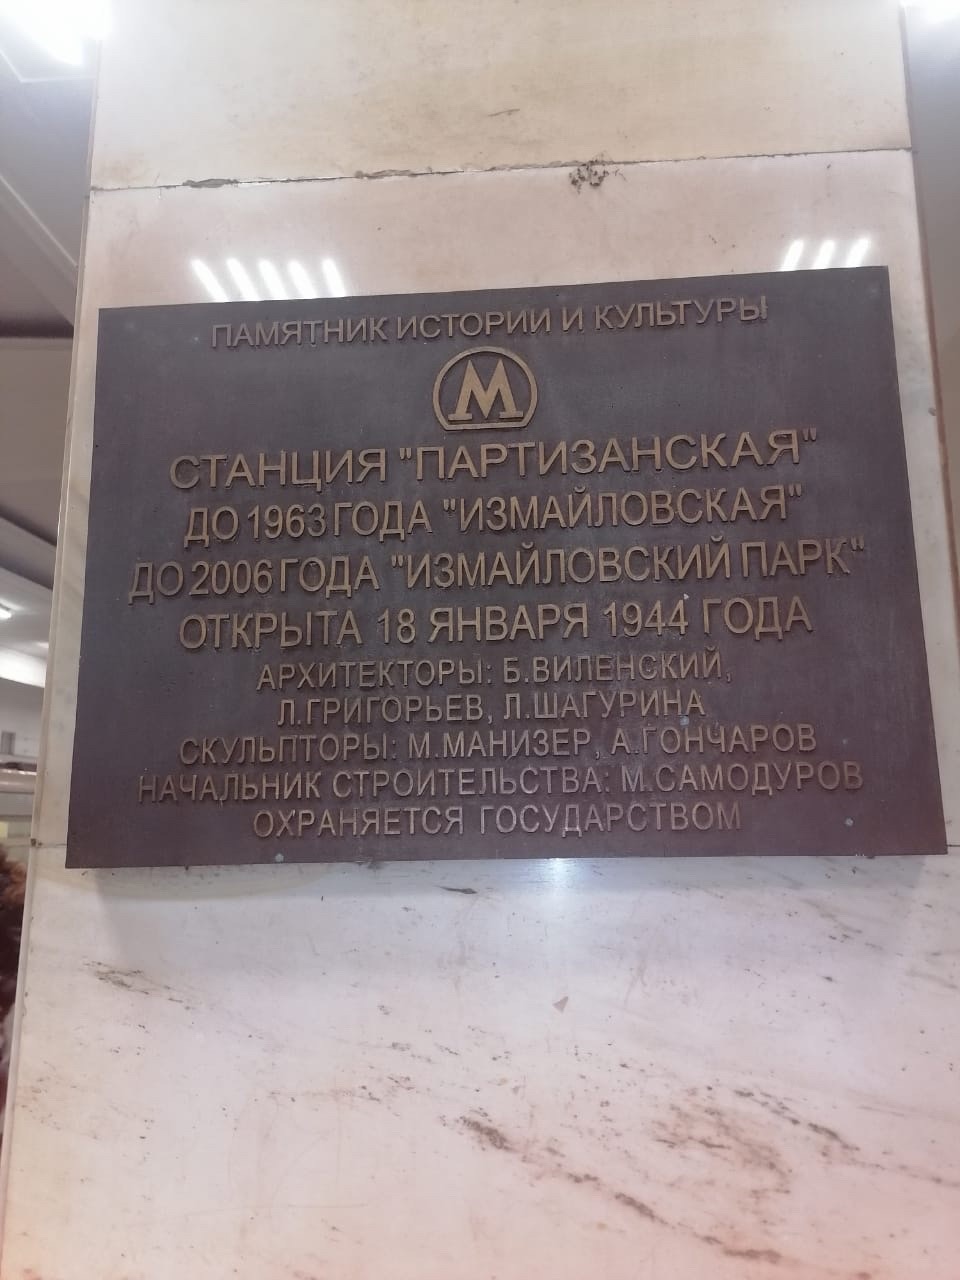 ПАМЯТНИК ИСТОРИИ И КУЛЬТУРЫ
М
СТАНЦИЯ "ПАРТИЗАНСКАЯ"
ДО 1963 ГОДА "ИЗМАЙЛОВСКАЯ"
ДО 2006 ГОДА "ИЗМАЙЛОВСКИЙ ПАРК"
ОТКРЫТА 18 ЯНВАРЯ 1944 ГОДА
АРХИТЕКТОРЫ: Б.ВИЛЕНСКИЙ,
Л.ГРИГОРЬЕВ, Л.ШАГУРИНА
СКУЛЬПТОРЫ: М.МАНИЗЕР, А.ГОНЧАРОВ
НАЧАЛЬНИК СТРОИТЕЛЬСТВА: М.САМОДУРОВ
ОХРАНЯЕТСЯ ГОСУДАРСТВОМ